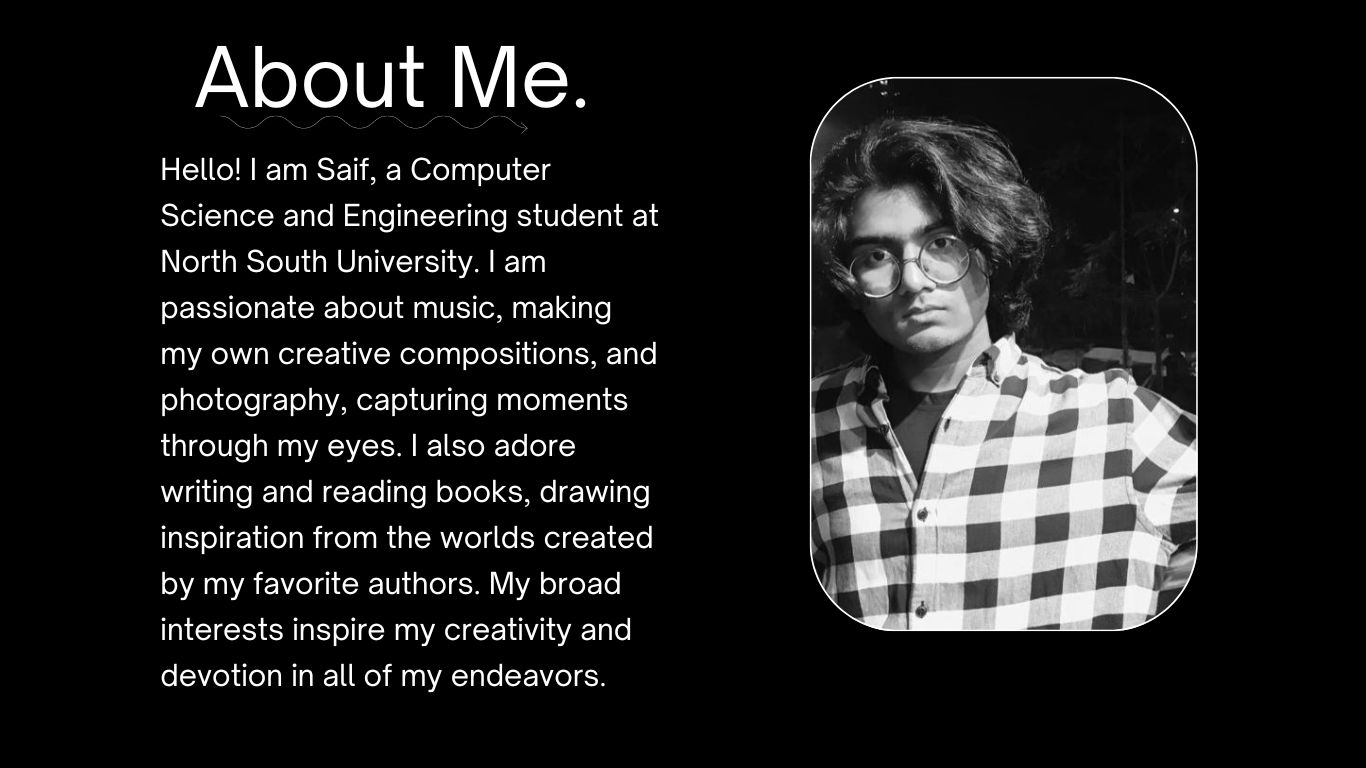 About Me.
Hello! I am Saif, a Computer
Science and Engineering student at
North South University. I am
passionate about music, making
my own creative compositions, and
photography, capturing moments
through my eyes. I also adore
writing and reading books, drawing
inspiration from the worlds created
by my favorite authors. My broad
interests inspire my creativity and
devotion in all of my endeavors.